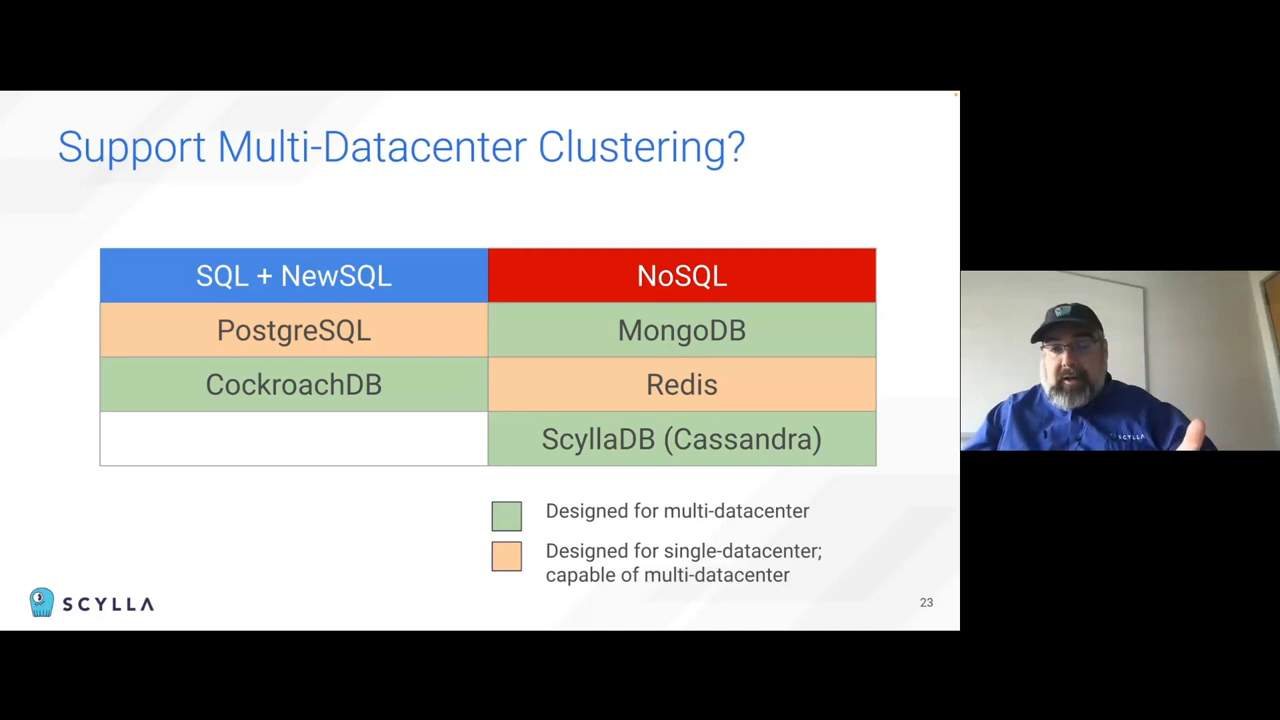 Support Multi-Datacenter Clustering?
SQL + NewSQL
NoSQL
PostgreSQL
MongoDB
CockroachDB
Redis
ScyllaDB (Cassandra)
Designed for multi-datacenter
Designed for single-datacenter;
capable of multi-datacenter
SCYLLA
23
SCYLLA